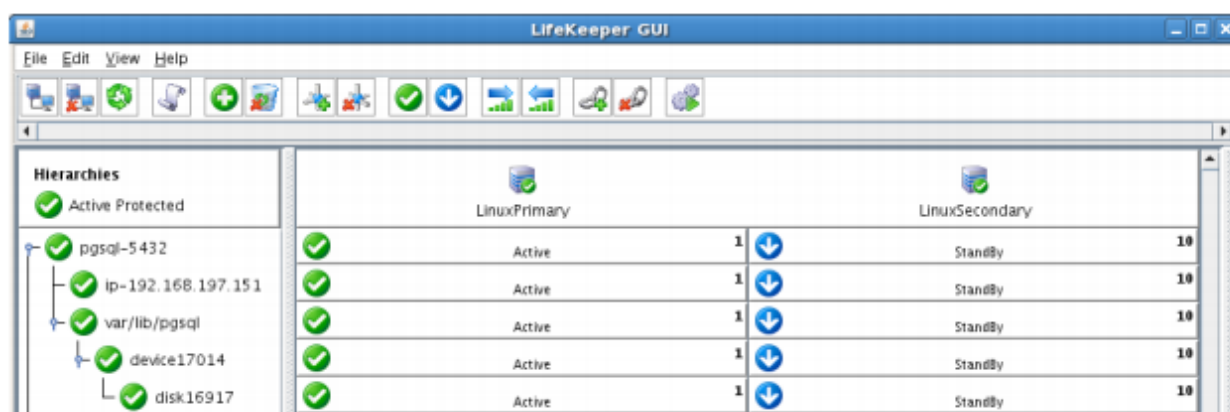 LifeKeeper GUI
File Edit View Help
Hierarchies
Active Protected
LinuxPrimary
LinuxSecondary
pgsql-5432
Active 1
StandBy 10
ip-192.168.197.151
Active 1
StandBy 10
var/lib/pgsql
Active 1
StandBy 10
device17014
Active 1
StandBy 10
disk16917
Active 1
StandBy 10